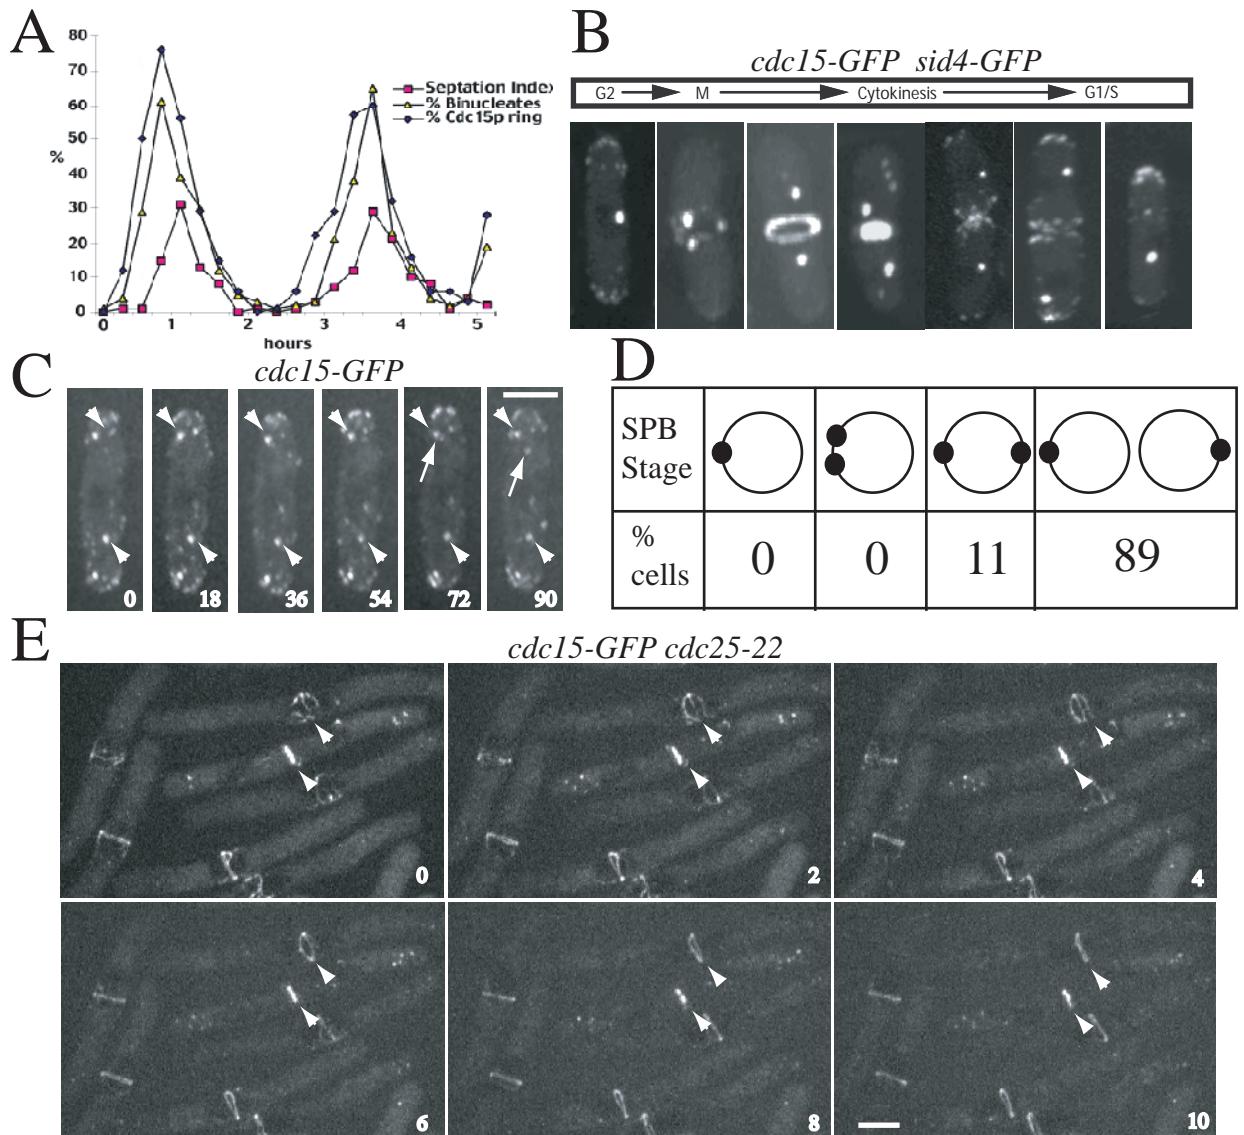 A
80
70
60
50
40
30
20
10
0
%
0 1 2 3 4 5
hours
Septation Index
% Binucleates
% Cdc15p ring
B
cdc15-GFP sid4-GFP
G2 M Cytokinesis G1/S
C
cdc15-GFP
0 18 36 54 72 90
D
SPB
Stage
%
cells
0 0 11 89
E
cdc15-GFP cdc25-22
0 2 4
6 8 10